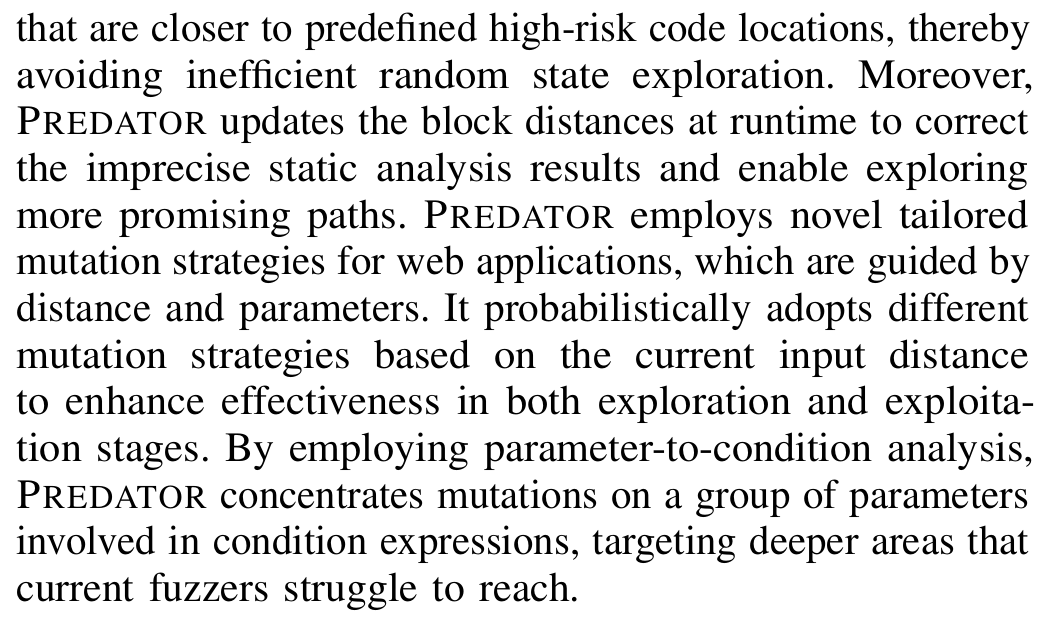 that are closer to predefined high-risk code locations, thereby
avoiding inefficient random state exploration. Moreover,
PREDATOR updates the block distances at runtime to correct
the imprecise static analysis results and enable exploring
more promising paths. PREDATOR employs novel tailored
mutation strategies for web applications, which are guided by
distance and parameters. It probabilistically adopts different
mutation strategies based on the current input distance
to enhance effectiveness in both exploration and exploita-
tion stages. By employing parameter-to-condition analysis,
PREDATOR concentrates mutations on a group of parameters
involved in condition expressions, targeting deeper areas that
current fuzzers struggle to reach.